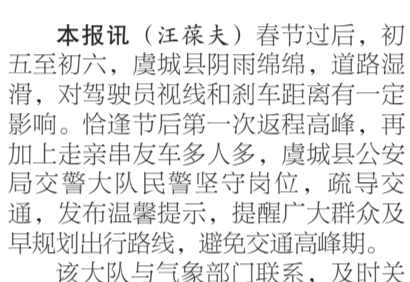 本报讯（汪葆夫）春节过后，初
五至初六，虞城县阴雨绵绵，道路湿
滑，对驾驶员视线和刹车距离有一定
影响。恰逢节后第一次返程高峰，再
加上走亲串友车多人多，虞城县公安
局交警大队民警坚守岗位，疏导交
通，发布温馨提示，提醒广大群众及
早规划出行路线，避免交通高峰期。
该大队与气象部门联系，及时关